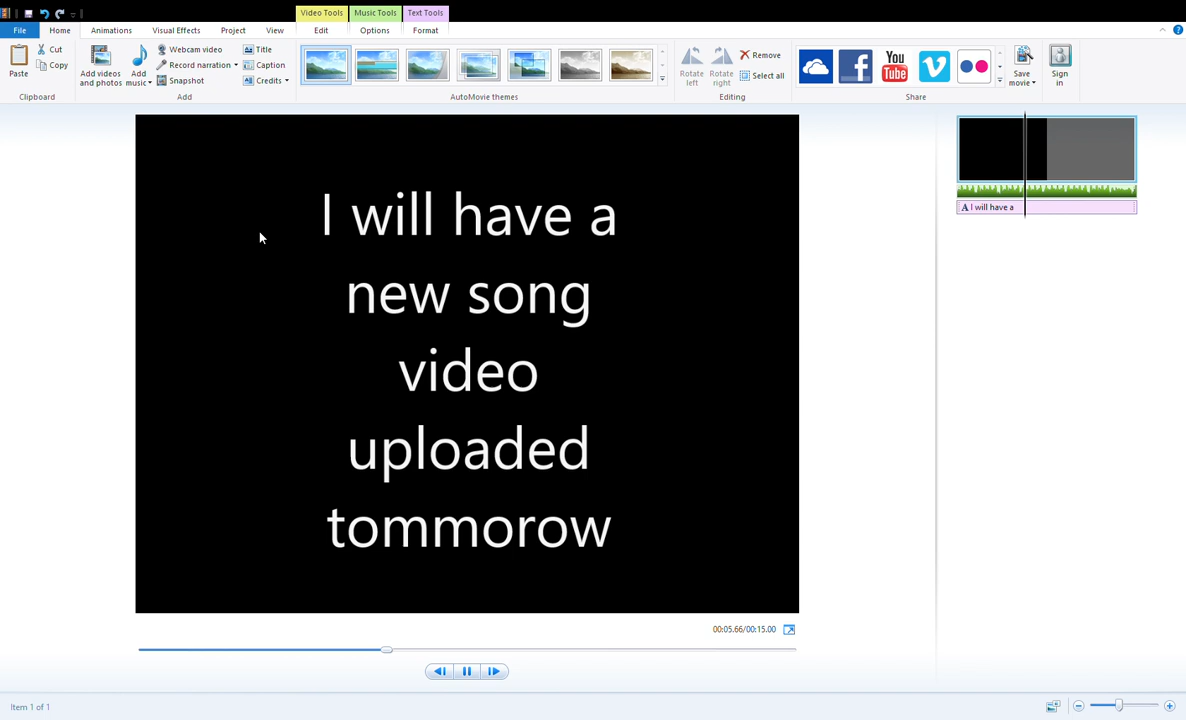 Video Tools Music Tools Text Tools
File Home Animations Visual Effects Project View Edit Options Format
Paste
Cut
Copy
Clipboard
Add videos
and photos
Add
music
Webcam video
Record narration
Snapshot
Title
Caption
Credits
Add
AutoMovie themes
Rotate
left
Rotate
right
Remove
Select all
Editing
You
Tube
Share
Save
movie
Sign
in
I will have a
new song
video
uploaded
tommorow
A I will have a
00:05.66/00:15.00
Item 1 of 1